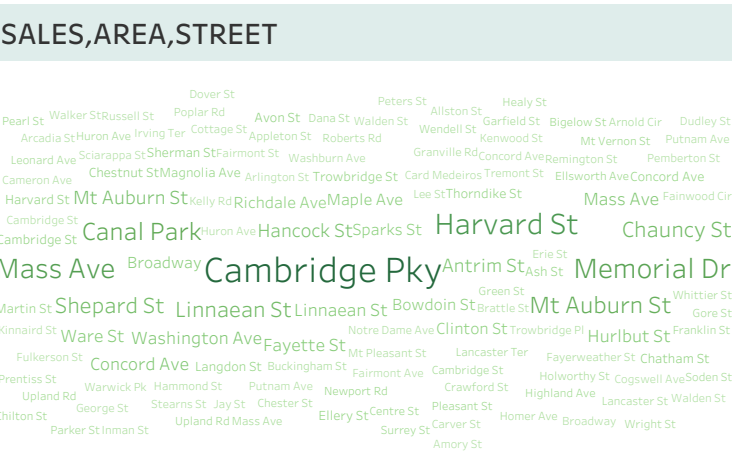 SALES,AREA,STREET
Dover St
Peters St Healy St
Pearl St Walker St Russell St Poplar Rd Avon St Dana St Walden St Allston St Garfield St Bigelow St Arnold Cir Dudley St
Arcadia St Huron Ave Irving Ter Cottage St Appleton St Roberts Rd Wendell St Kenwood St Mt Vernon St Putnam Ave
Leonard Ave Sciarappa St Sherman St Fairmont St Washburn Ave Granville Rd Concord Ave Remington St Pemberton St
Cameron Ave Chestnut St Magnolia Ave Arlington St Trowbridge St Card Medeiros Tremont St Ellsworth Ave Concord Ave
Harvard St Mt Auburn St Kelly Rd Richdale Ave Maple Ave Lee St Thorndike St Mass Ave Fainwood Cir
Cambridge St Canal Park Huron Ave Hancock St Sparks St Harvard St Chauncy St
Cambridge St
Mass Ave Broadway Cambridge Pky Antrim St Erie St Ash St Memorial Dr
Martin St Shepard St Linnaean St Linnaean St Bowdoin St Green St Brattle St Mt Auburn St Whittier St Gore St
Kinnaird St Ware St Washington Ave Fayette St Notre Dame Ave Clinton St Trowbridge Pl Hurlbut St Franklin St
Fulkerson St Concord Ave Langdon St Buckingham St Mt Pleasant St Lancaster Ter Fayerweather St Chatham St
Prentiss St Warwick Pk Hammond St Putnam Ave Fairmont Ave Cambridge St Holworthy St Cogswell Ave Soden St
Upland Rd George St Stearns St Jay St Chester St Newport Rd Crawford St Highland Ave Lancaster St Walden St
Chilton St Upland Rd Mass Ave Ellery St Centre St Pleasant St Homer Ave Broadway Wright St
Parker St Inman St Surrey St Carver St
Amory St